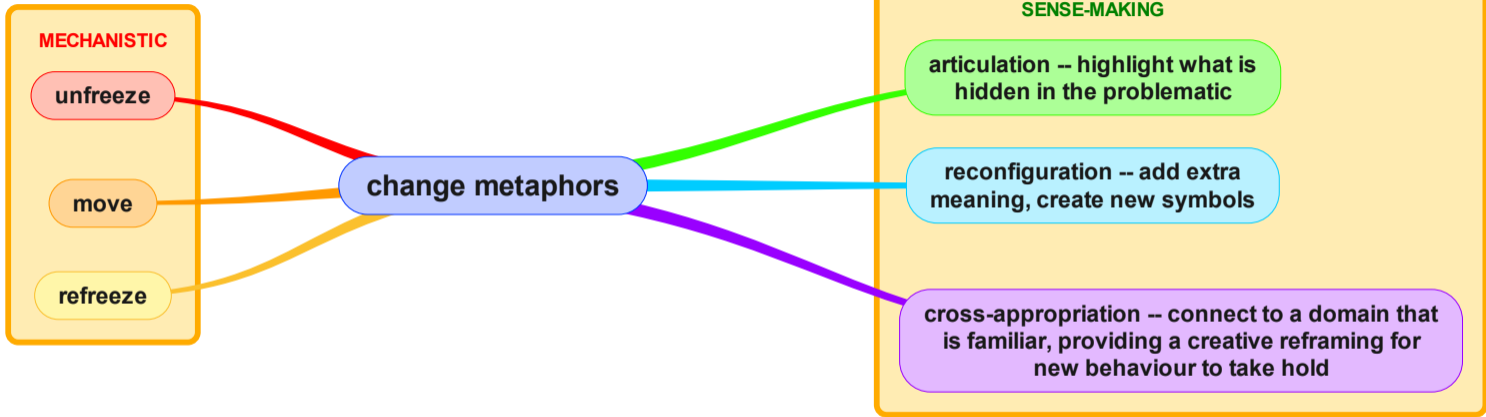 MECHANISTIC
unfreeze
move
refreeze
change metaphors
SENSE-MAKING
articulation -- highlight what is
hidden in the problematic
reconfiguration -- add extra
meaning, create new symbols
cross-appropriation -- connect to a domain that
is familiar, providing a creative reframing for
new behaviour to take hold